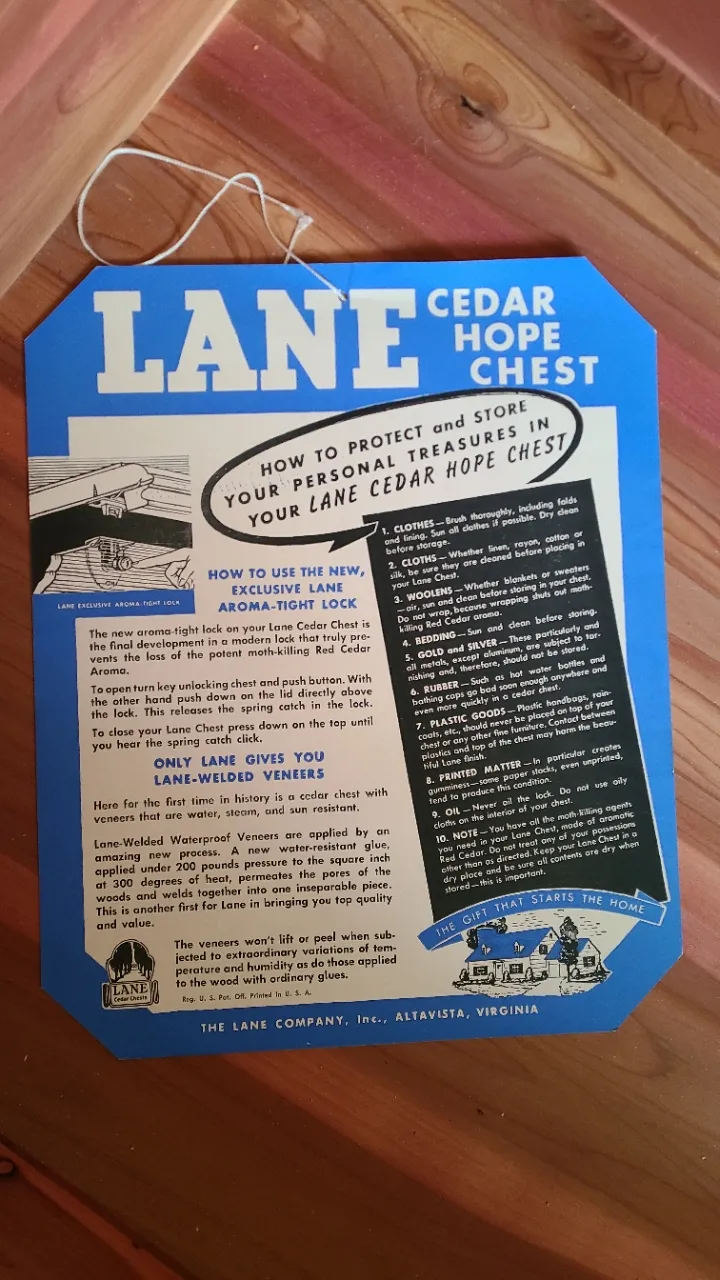 LANE CEDAR
HOPE
CHEST
HOW TO PROTECT and STORE
YOUR PERSONAL TREASURES IN
YOUR LANE CEDAR HOPE CHEST
LANE EXCLUSIVE AROMA-TIGHT LOCK
HOW TO USE THE NEW,
EXCLUSIVE LANE
AROMA-TIGHT LOCK
The new aroma-tight lock on your Lane Cedar Chest is
the final development in a modern lock that truly pre-
vents the loss of the potent moth-killing Red Cedar
Aroma.
To open turn key unlocking chest and push button. With
the other hand push down on the lid directly above
the lock. This releases the spring catch in the lock.
To close your Lane Chest press down on the top until
you hear the spring catch click.
ONLY LANE GIVES YOU
LANE-WELDED VENEERS
Here for the first time in history is a cedar chest with
veneers that are water, steam, and sun resistant.
Lane-Welded Waterproof Veneers are applied by an
amazing new process. A new water-resistant glue,
applied under 200 pounds pressure to the square inch
at 300 degrees of heat, permeates the pores of the
woods and welds together into one inseparable piece.
This is another first for Lane in bringing you top quality
and value.
The veneers won't lift or peel when sub-
jected to extraordinary variations of tem-
perature and humidity as do those applied
to the wood with ordinary glues.
Reg. U. S. Pat. Off. Printed in U. S. A.
LANE
Cedar Chests
1. CLOTHES—Brush thoroughly, including folds
and lining. Sun all clothes if possible. Dry clean
before storage.
2. CLOTHS—Whether linen, rayon, cotton or
silk, be sure they are cleaned before placing in
your Lane Chest.
3. WOOLENS—Whether blankets or sweaters
—air, sun and clean before storing in your chest.
Do not wrap, because wrapping shuts out moth-
killing Red Cedar aroma.
4. BEDDING—Sun and clean before storing.
5. GOLD and SILVER—These particularly and
all metals, except aluminum, are subject to tar-
nishing and, therefore, should not be stored.
6. RUBBER—Such as hot water bottles and
bathing caps go bad soon enough anywhere and
even more quickly in a cedar chest.
7. PLASTIC GOODS—Plastic handbags, rain-
coats, etc., should never be placed on top of your
chest or any other fine furniture. Contact between
plastics and top of the chest may harm the beau-
tiful Lane finish.
8. PRINTED MATTER—In particular creates
gumminess—some paper stocks, even unprinted,
tend to produce this condition.
9. OIL—Never oil the lock. Do not use oily
cloths on the interior of your chest.
10. NOTE—You have all the moth-killing agents
you need in your Lane Chest, made of aromatic
Red Cedar. Do not treat any of your possessions
other than as directed. Keep your Lane Chest in a
dry place and be sure all contents are dry when
stored—this is important.
THE GIFT THAT STARTS THE HOME
THE LANE COMPANY, Inc., ALTAVISTA, VIRGINIA